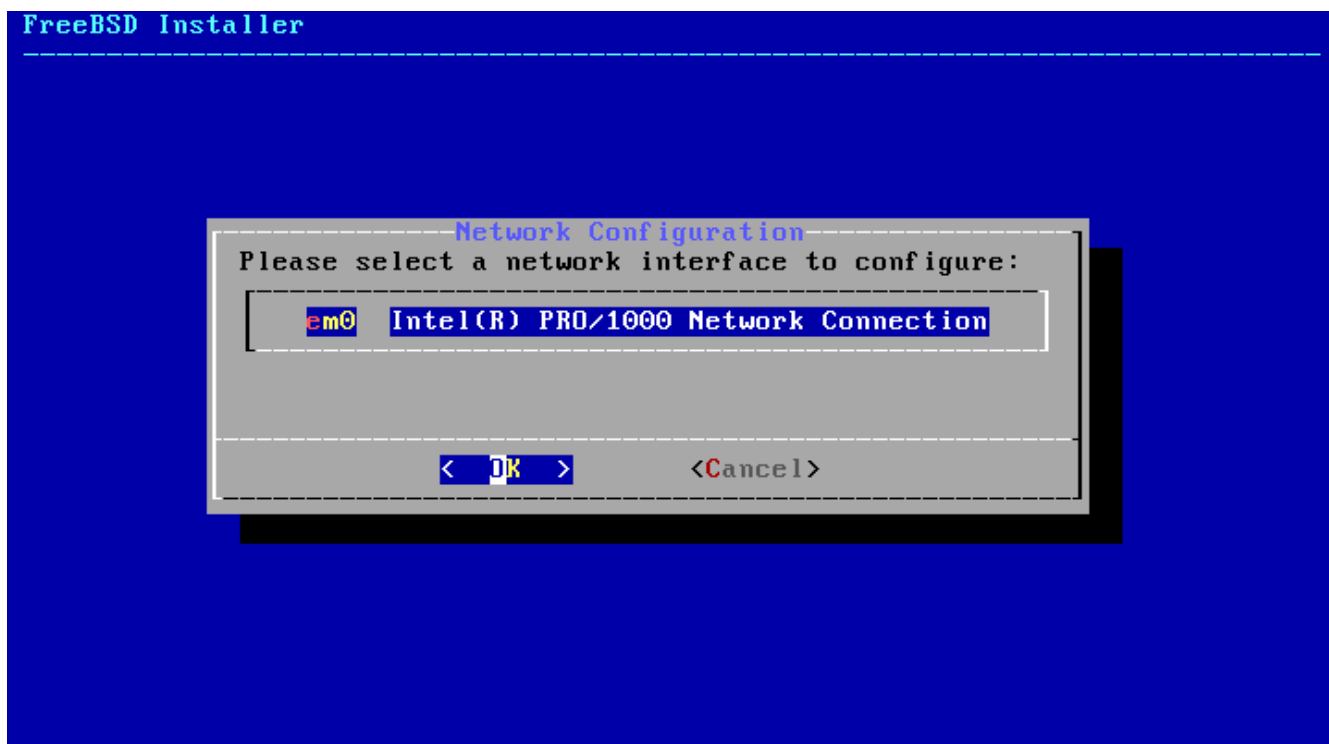 FreeBSD Installer
Network Configuration
Please select a network interface to configure:
em0 Intel(R) PRO/1000 Network Connection
< OK > <Cancel>